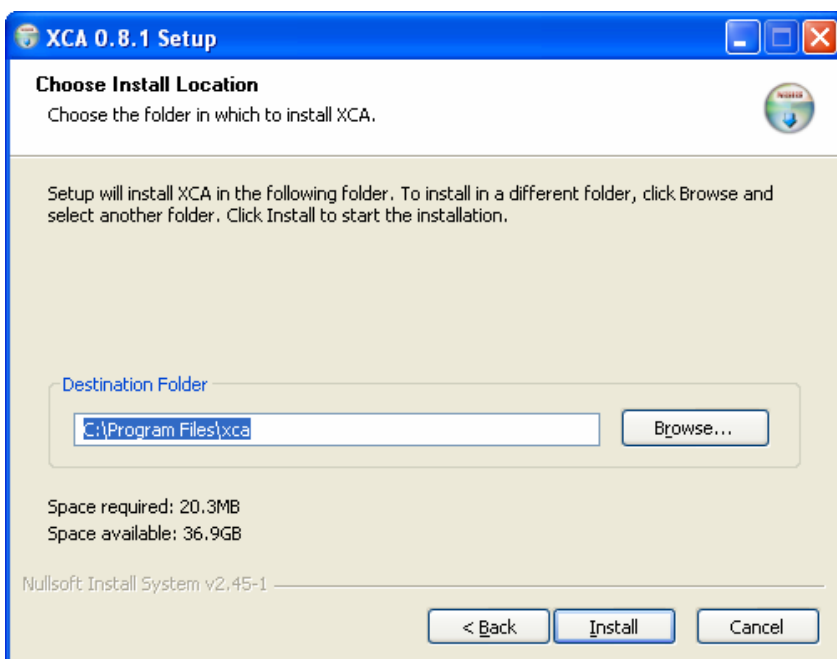 XCA 0.8.1 Setup
Choose Install Location
Choose the folder in which to install XCA.
Setup will install XCA in the following folder. To install in a different folder, click Browse and
select another folder. Click Install to start the installation.
Destination Folder
C:\Program Files\xca
Browse...
Space required: 20.3MB
Space available: 36.9GB
Nullsoft Install System v2.45-1
< Back
Install
Cancel